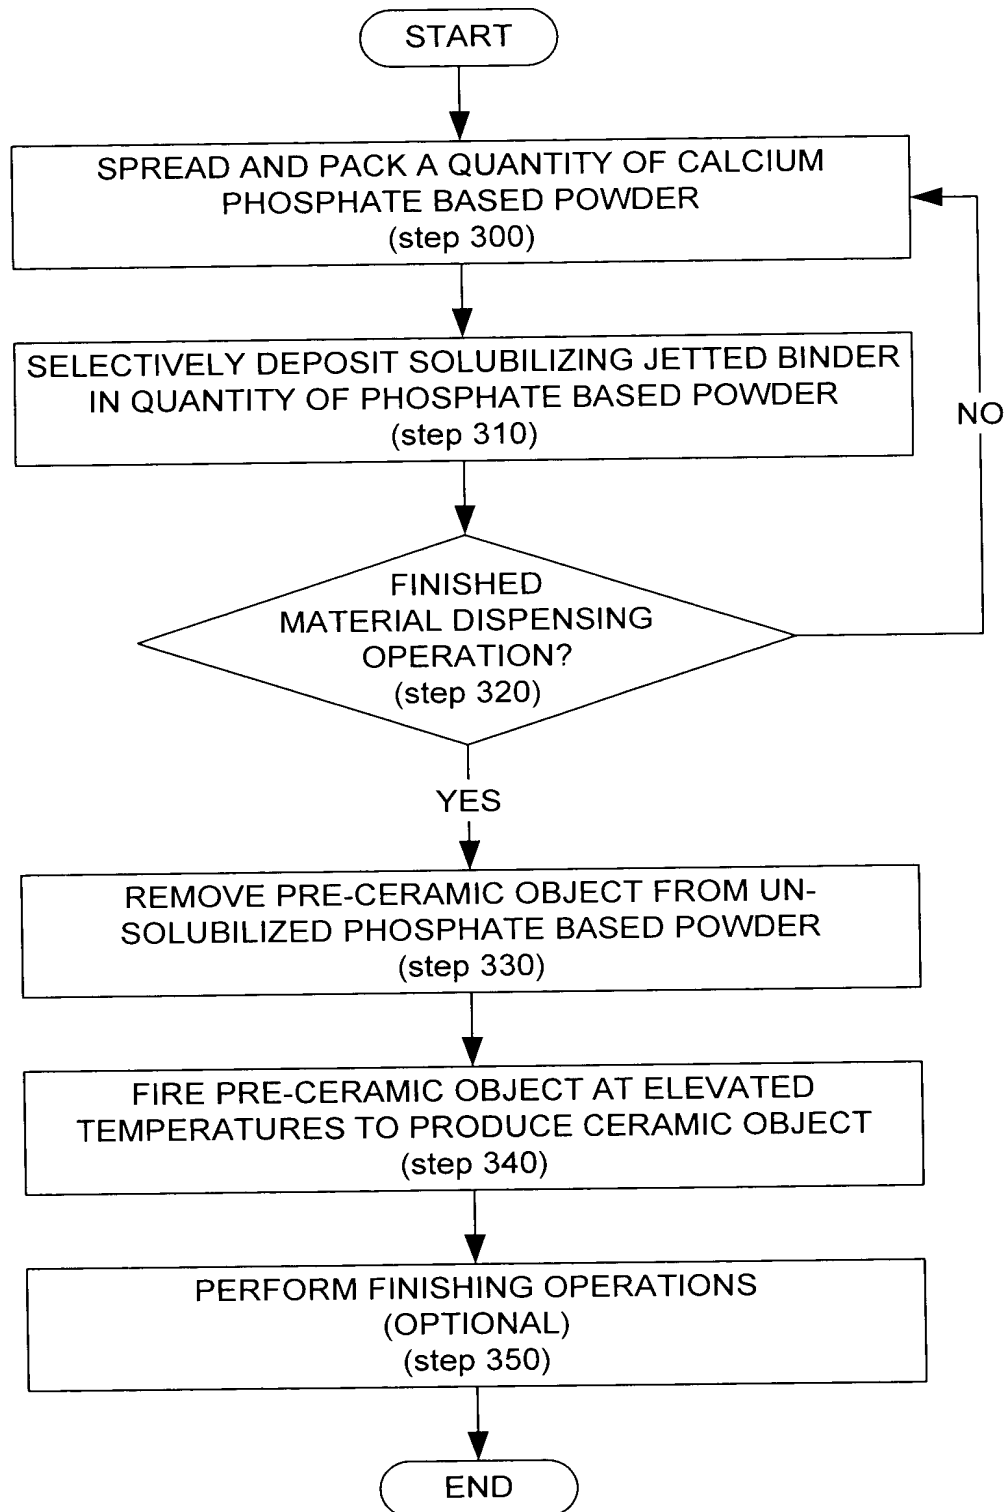 START
SPREAD AND PACK A QUANTITY OF CALCIUM
PHOSPHATE BASED POWDER
(step 300)
SELECTIVELY DEPOSIT SOLUBILIZING JETTED BINDER
IN QUANTITY OF PHOSPHATE BASED POWDER
(step 310)
NO
FINISHED
MATERIAL DISPENSING
OPERATION?
(step 320)
YES
REMOVE PRE-CERAMIC OBJECT FROM UN-
SOLUBILIZED PHOSPHATE BASED POWDER
(step 330)
FIRE PRE-CERAMIC OBJECT AT ELEVATED
TEMPERATURES TO PRODUCE CERAMIC OBJECT
(step 340)
PERFORM FINISHING OPERATIONS
(OPTIONAL)
(step 350)
END